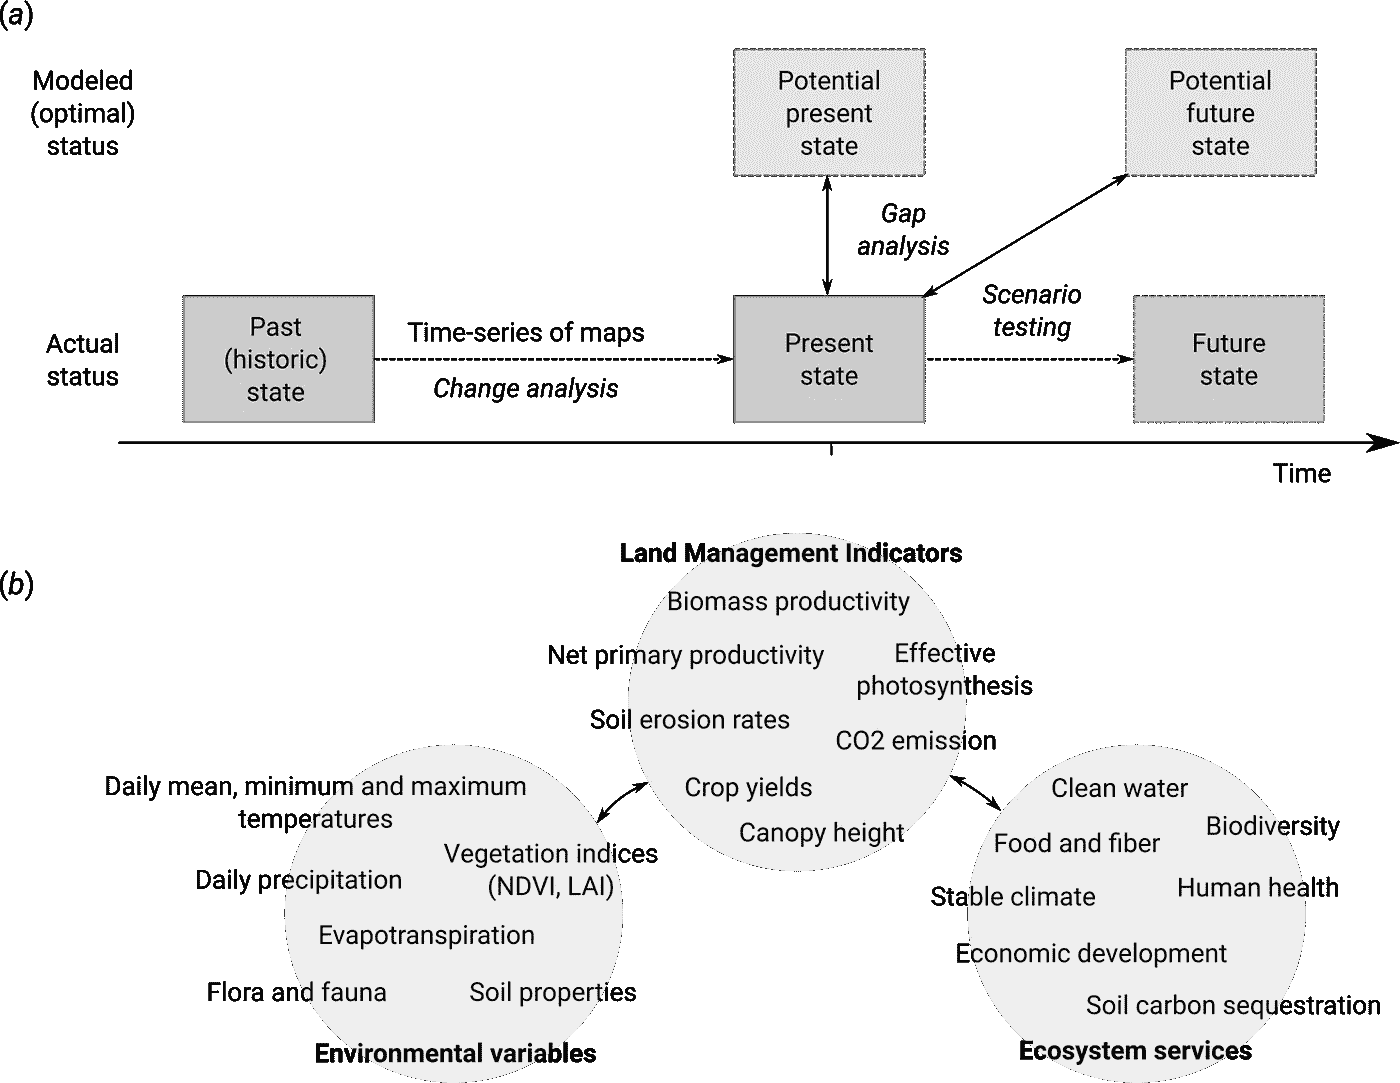 (a)
Modeled
(optimal)
status
Potential
present
state
Potential
future
state
Gap
analysis
Actual
status
Past
(historic)
state
Time-series of maps
Change analysis
Present
state
Scenario
testing
Future
state
Time
(b)
Land Management Indicators
Biomass productivity
Net primary productivity
Effective
photosynthesis
Soil erosion rates
CO2 emission
Crop yields
Canopy height
Daily mean, minimum and maximum
temperatures
Vegetation indices
(NDVI, LAI)
Daily precipitation
Evapotranspiration
Flora and fauna
Soil properties
Environmental variables
Clean water
Biodiversity
Food and fiber
Human health
Stable climate
Economic development
Soil carbon sequestration
Ecosystem services